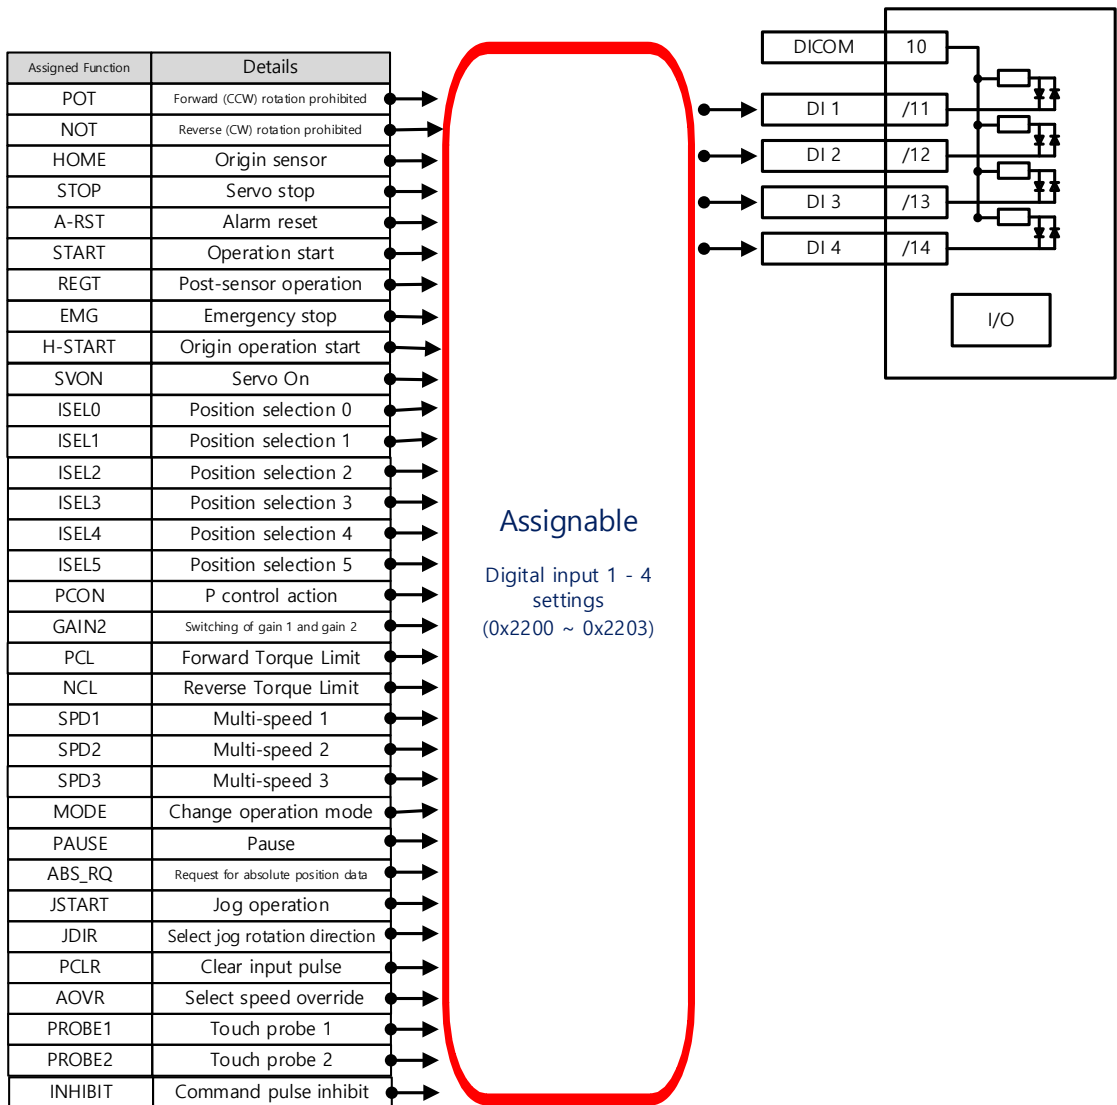 Assigned Function Details
POT Forward (CCW) rotation prohibited
NOT Reverse (CW) rotation prohibited
HOME Origin sensor
STOP Servo stop
A-RST Alarm reset
START Operation start
REGT Post-sensor operation
EMG Emergency stop
H-START Origin operation start
SVON Servo On
ISEL0 Position selection 0
ISEL1 Position selection 1
ISEL2 Position selection 2
ISEL3 Position selection 3
ISEL4 Position selection 4
ISEL5 Position selection 5
PCON P control action
GAIN2 Switching of gain 1 and gain 2
PCL Forward Torque Limit
NCL Reverse Torque Limit
SPD1 Multi-speed 1
SPD2 Multi-speed 2
SPD3 Multi-speed 3
MODE Change operation mode
PAUSE Pause
ABS_RQ Request for absolute position data
JSTART Jog operation
JDIR Select jog rotation direction
PCLR Clear input pulse
AOVR Select speed override
PROBE1 Touch probe 1
PROBE2 Touch probe 2
INHIBIT Command pulse inhibit
Assignable
Digital input 1 - 4
settings
(0x2200 ~ 0x2203)
DICOM 10
DI 1 /11
DI 2 /12
DI 3 /13
DI 4 /14
I/O